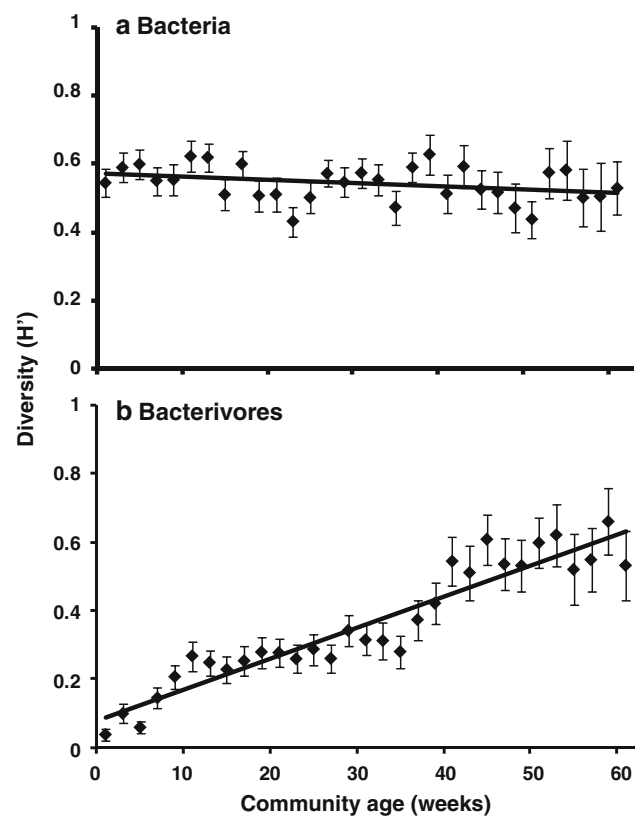 1
a Bacteria
0.8
0.6
0.4
0.2
0
Diversity (H')
1
b Bacterivores
0.8
0.6
0.4
0.2
0
0 10 20 30 40 50 60
Community age (weeks)